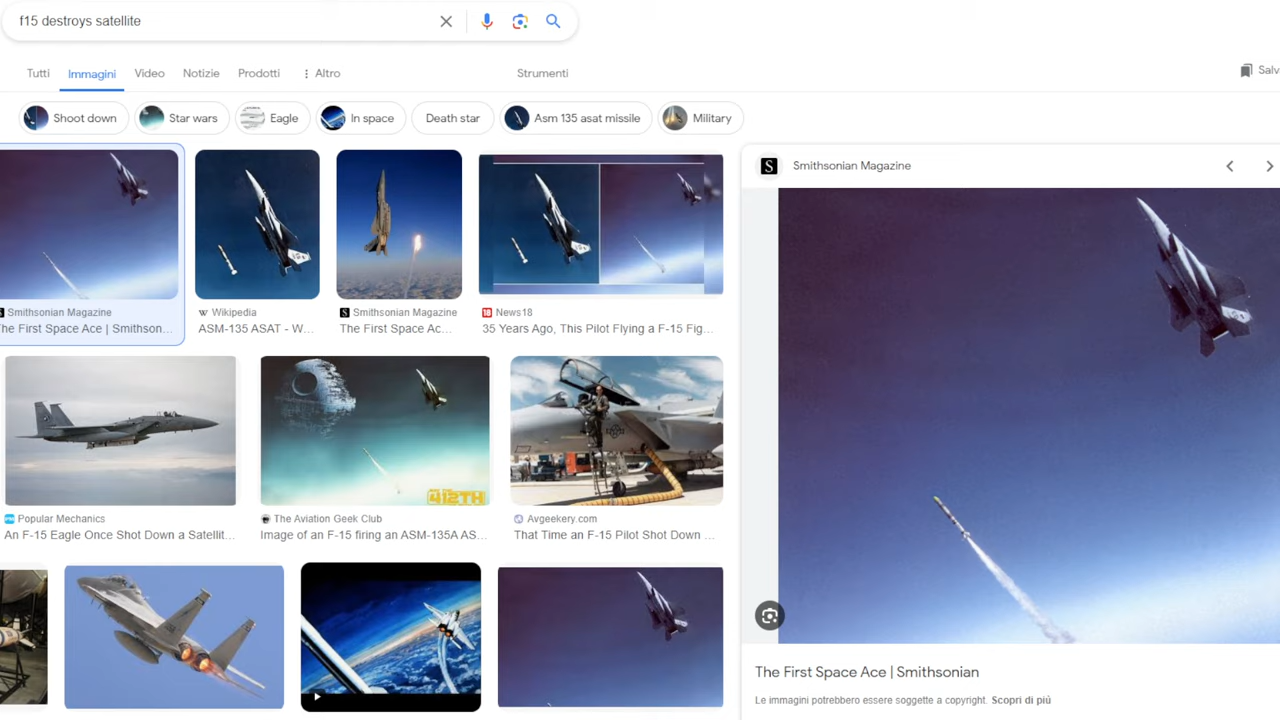 f15 destroys satellite
Tutti Immagini Video Notizie Prodotti Altro Strumenti
Salv
Shoot down Star wars Eagle In space Death star Asm 135 asat missile Military
Smithsonian Magazine
he First Space Ace | Smithson...
Wikipedia
ASM-135 ASAT - W...
Smithsonian Magazine
The First Space Ac...
News18
35 Years Ago, This Pilot Flying a F-15 Fig...
S Smithsonian Magazine
412TH
Popular Mechanics
An F-15 Eagle Once Shot Down a Satellit...
The Aviation Geek Club
Image of an F-15 firing an ASM-135A AS...
Avgeekery.com
That Time an F-15 Pilot Shot Down ...
The First Space Ace | Smithsonian
Le immagini potrebbero essere soggette a copyright. Scopri di più